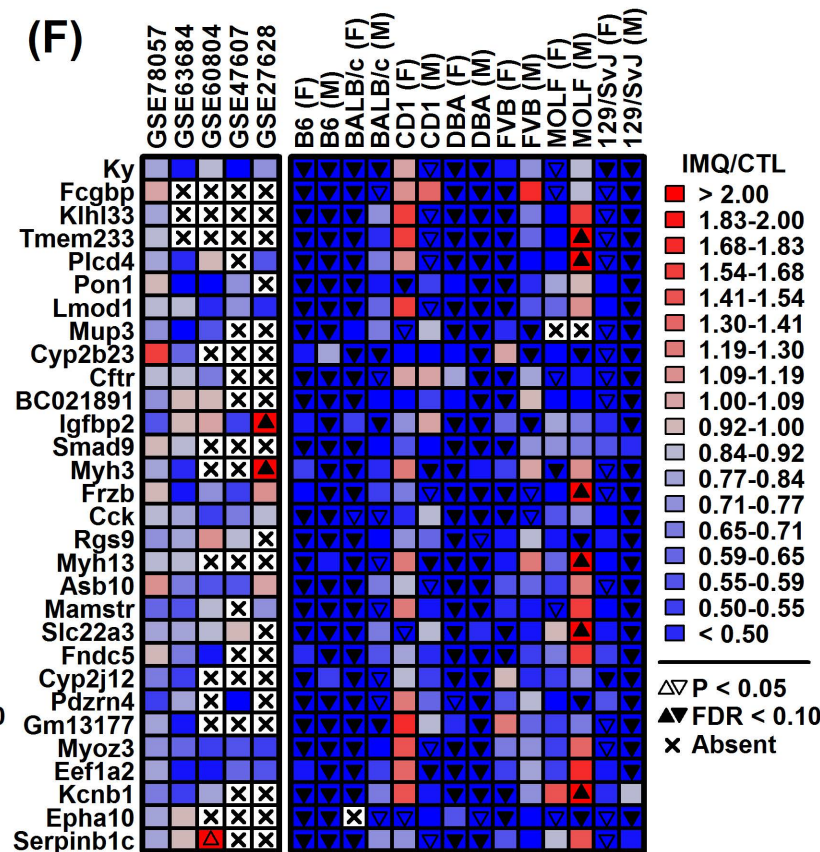 (F)
GSE78057
GSE63684
GSE60804
GSE47607
GSE27628
B6 (F)
B6 (M)
BALB/c (F)
BALB/c (M)
CD1 (F)
CD1 (M)
DBA (F)
DBA (M)
FVB (F)
FVB (M)
MOLF (F)
MOLF (M)
129/SvJ (F)
129/SvJ (M)
Ky
Fcgbp
Klhl33
Tmem233
Plcd4
Pon1
Lmod1
Mup3
Cyp2b23
Cftr
BC021891
Igfbp2
Smad9
Myh3
Frzb
Cck
Rgs9
Myh13
Asb10
Mamstr
Slc22a3
Fndc5
Cyp2j12
Pdzrn4
Gm13177
Myoz3
Eef1a2
Kcnb1
Epha10
Serpinb1c
IMQ/CTL
> 2.00
1.83-2.00
1.68-1.83
1.54-1.68
1.41-1.54
1.30-1.41
1.19-1.30
1.09-1.19
1.00-1.09
0.92-1.00
0.84-0.92
0.77-0.84
0.71-0.77
0.65-0.71
0.59-0.65
0.55-0.59
0.50-0.55
< 0.50
△▽ P < 0.05
▲▼ FDR < 0.10
× Absent